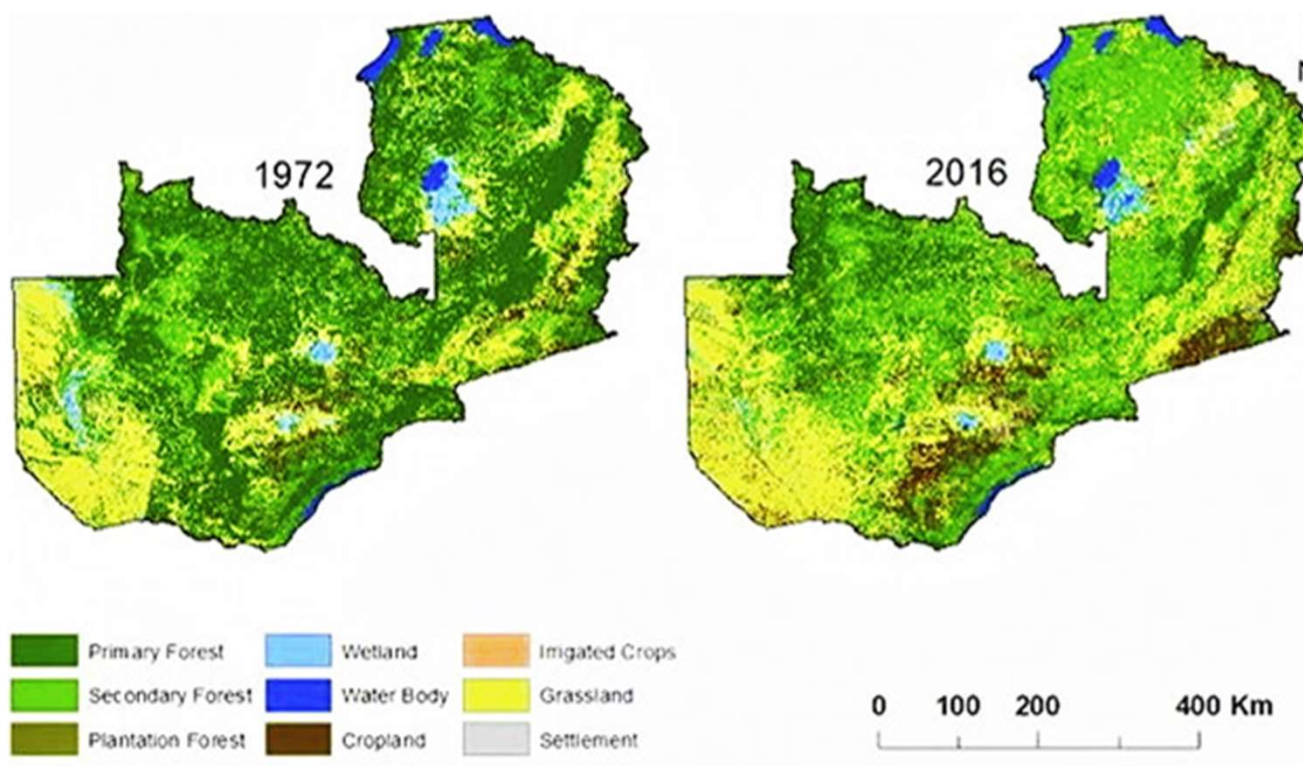 1972
2016
N
Primary Forest
Wetland
Irrigated Crops
Secondary Forest
Water Body
Grassland
Plantation Forest
Cropland
Settlement
0 100 200 400 Km